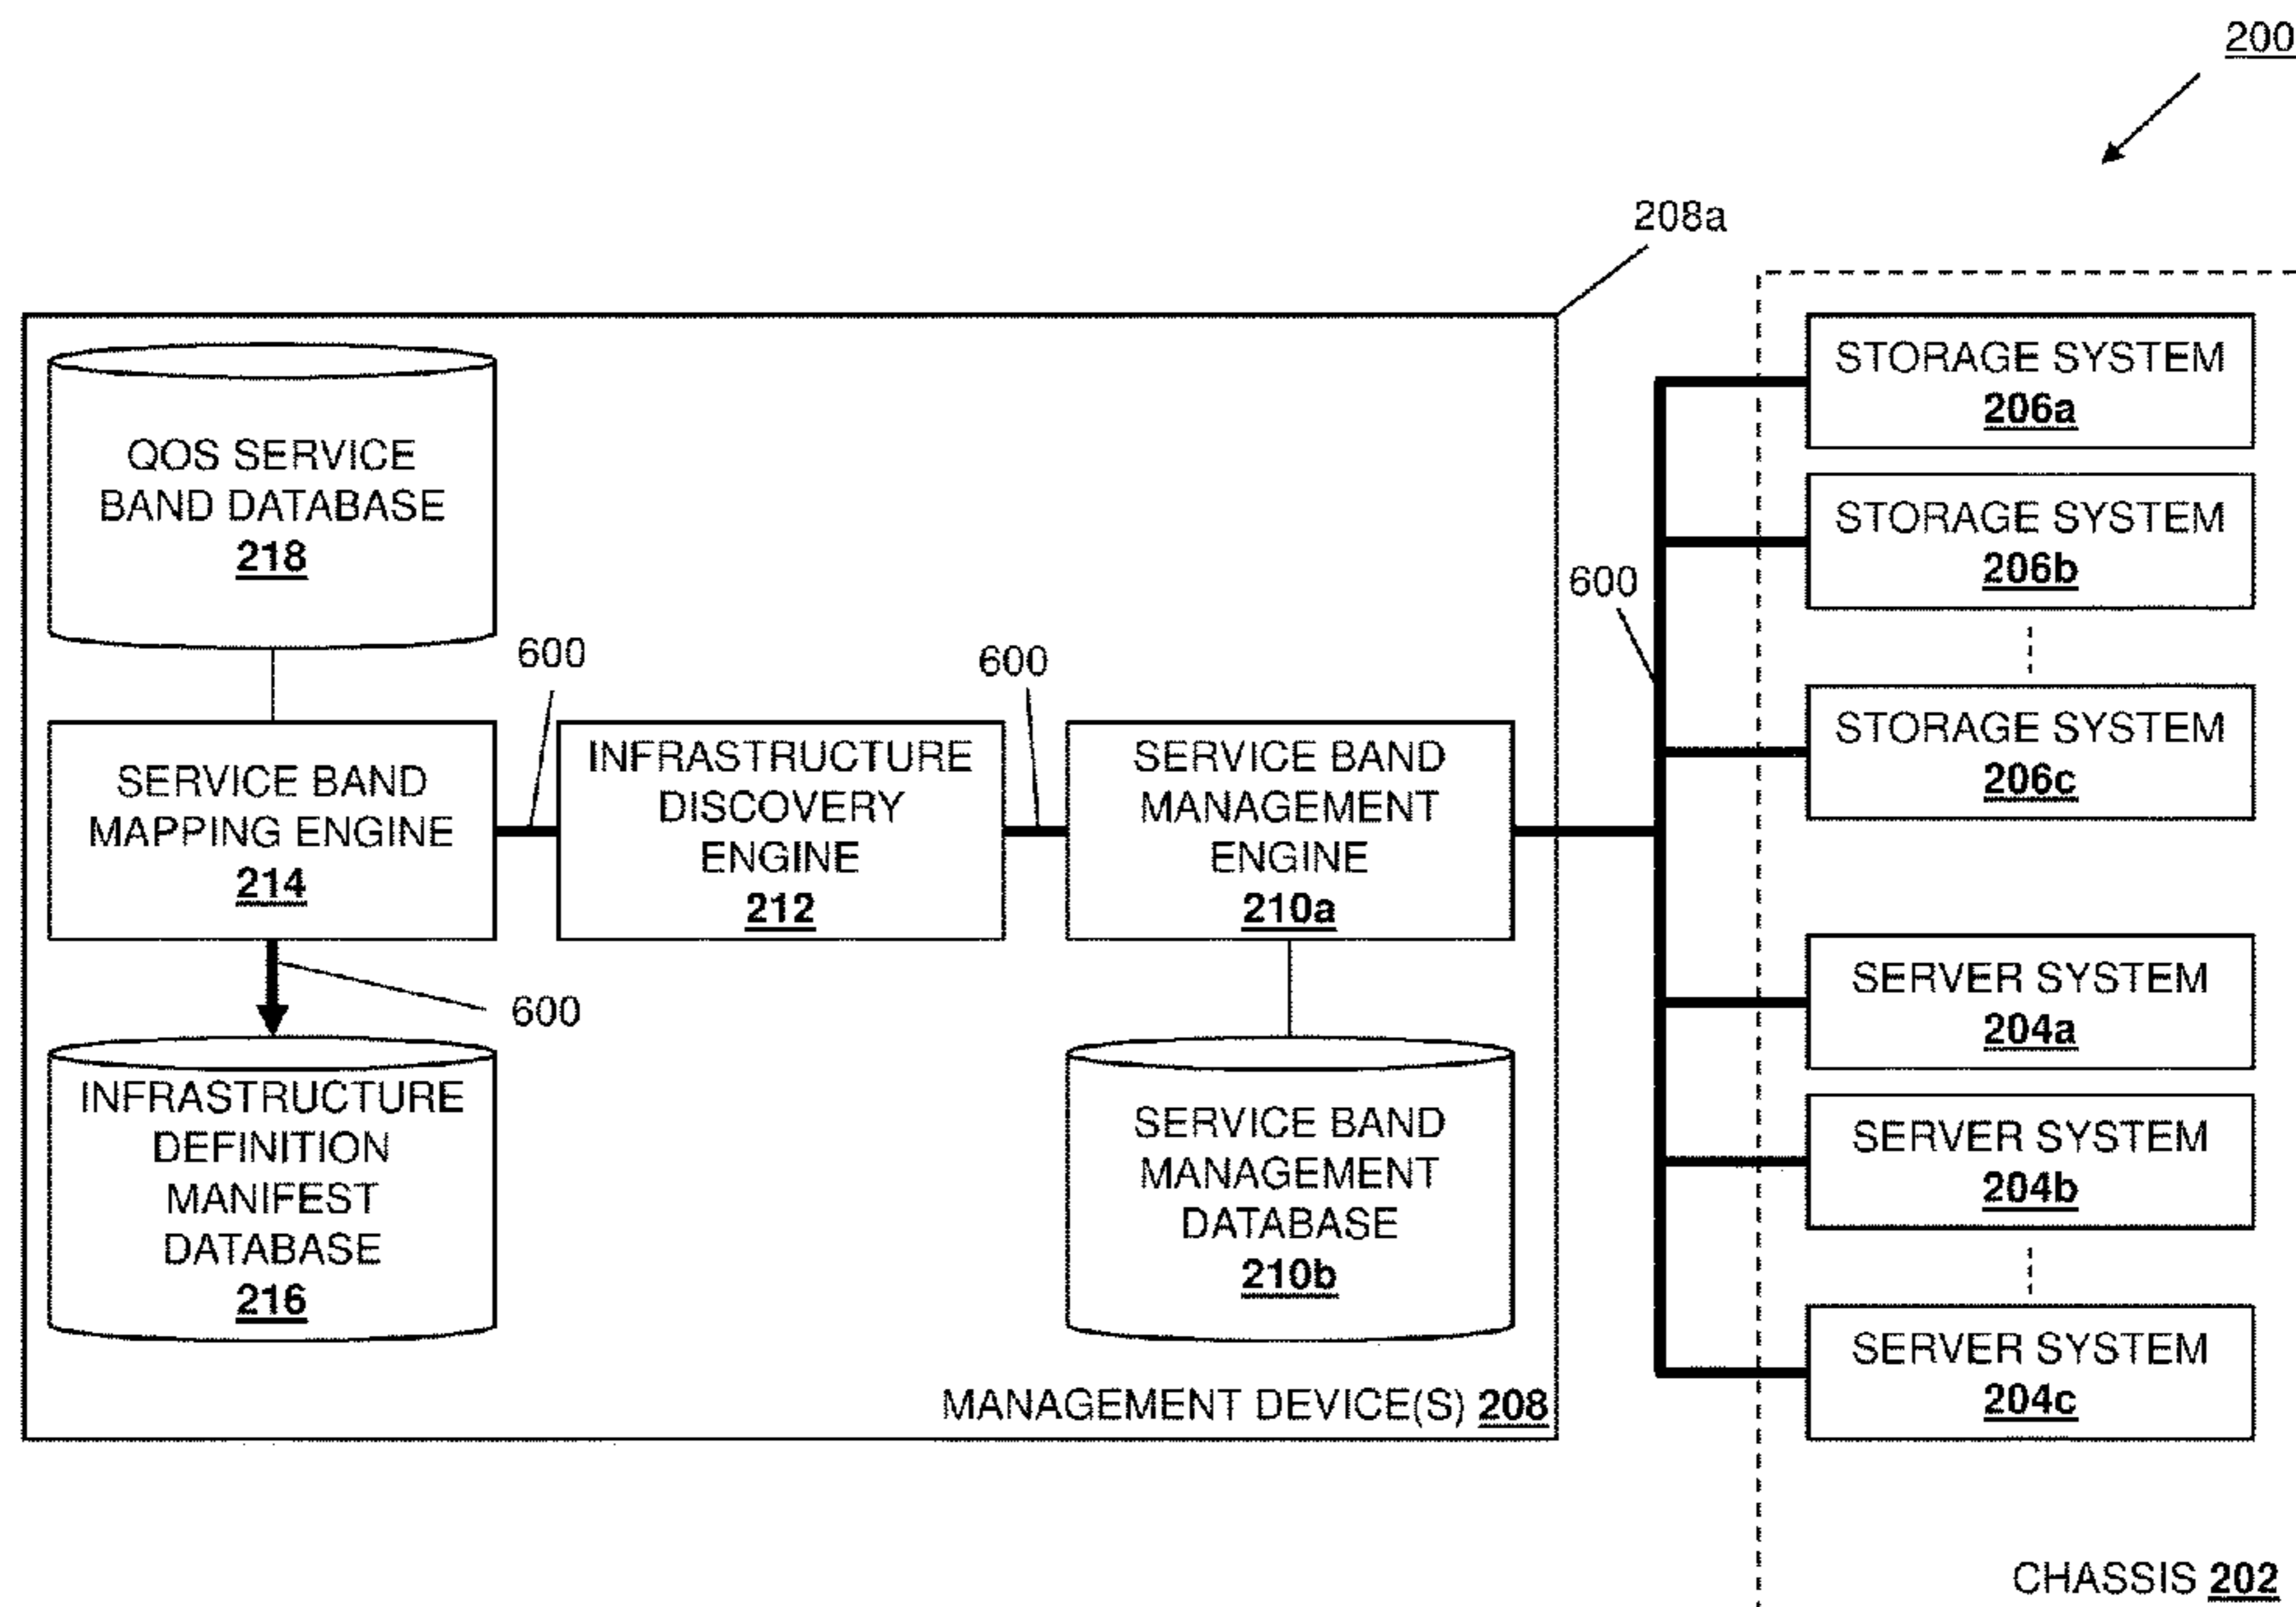 200
208a
QOS SERVICE
BAND DATABASE
218
600
600
SERVICE BAND
MAPPING ENGINE
214
INFRASTRUCTURE
DISCOVERY
ENGINE
212
SERVICE BAND
MANAGEMENT
ENGINE
210a
600
INFRASTRUCTURE
DEFINITION
MANIFEST
DATABASE
216
SERVICE BAND
MANAGEMENT
DATABASE
210b
MANAGEMENT DEVICE(S) 208
600
STORAGE SYSTEM
206a
STORAGE SYSTEM
206b
STORAGE SYSTEM
206c
SERVER SYSTEM
204a
SERVER SYSTEM
204b
SERVER SYSTEM
204c
CHASSIS 202